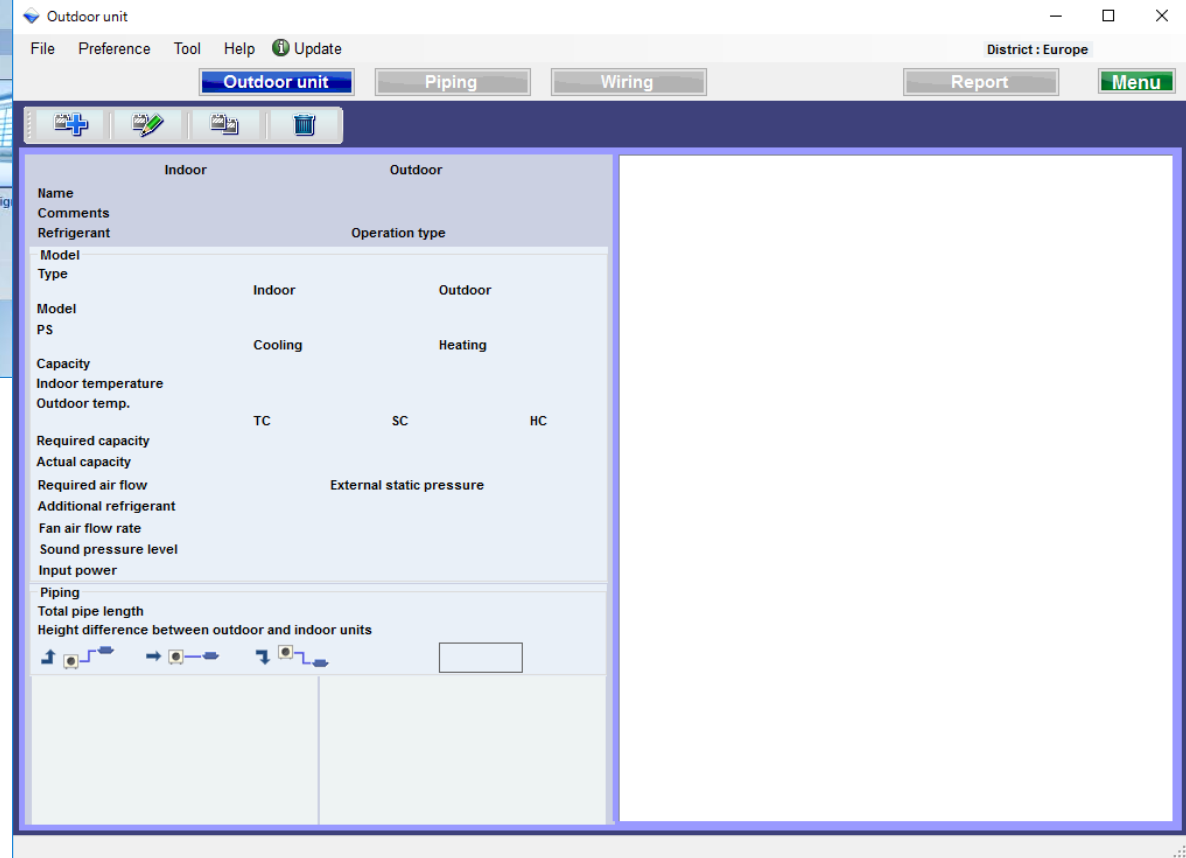 Outdoor unit
File Preference Tool Help Update District : Europe
Outdoor unit Piping Wiring Report Menu
Indoor Outdoor
Name
Comments
Refrigerant Operation type
Model
Type
Indoor Outdoor
Model
PS
Cooling Heating
Capacity
Indoor temperature
Outdoor temp.
TC SC HC
Required capacity
Actual capacity
Required air flow External static pressure
Additional refrigerant
Fan air flow rate
Sound pressure level
Input power
Piping
Total pipe length
Height difference between outdoor and indoor units